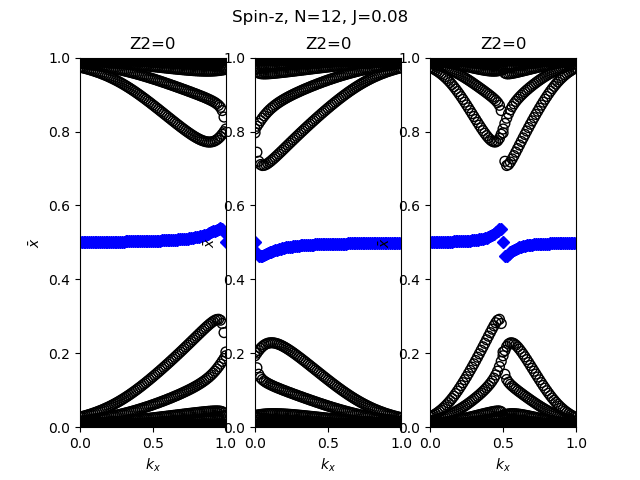 Spin-z, N=12, J=0.08
Z2=0 Z2=0 Z2=0
1.0 1.0 1.0
0.8 0.8 0.8
0.6 0.6 0.6
x̄ x̄ x̄
0.4 0.4 0.4
0.2 0.2 0.2
0.0 0.0 0.0
0.0 0.5 1.0 0.0 0.5 1.0 0.0 0.5 1.0
kₓ kₓ kₓ